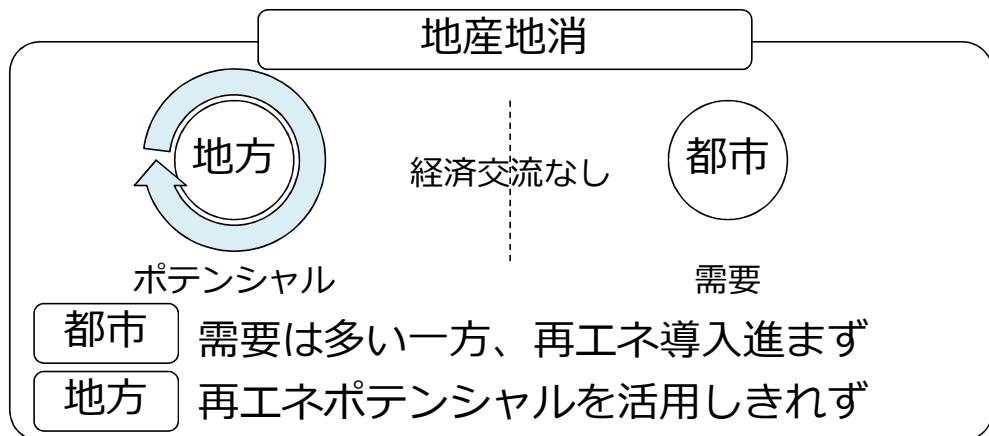 地産地消
地方
経済交流なし
都市
ポテンシャル
需要
都市
需要は多い一方、再エネ導入進まず
地方
再エネポテンシャルを活用しきれず